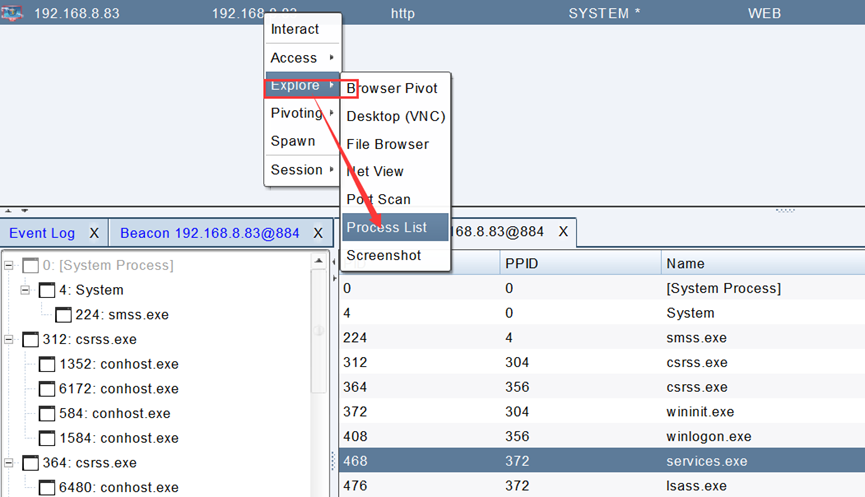 192.168.8.83 192.168.8.83 http SYSTEM * WEB
Interact
Access
Explore
Pivoting
Spawn
Session
Browser Pivot
Desktop (VNC)
File Browser
Net View
Port Scan
Process List
Screenshot
Event Log X Beacon 192.168.8.83@884 X 168.8.83@884 X
0: [System Process]
4: System
224: smss.exe
312: csrss.exe
1352: conhost.exe
6172: conhost.exe
584: conhost.exe
1584: conhost.exe
364: csrss.exe
6480: conhost.exe
PPID Name
0 0 [System Process]
4 0 System
224 4 smss.exe
312 304 csrss.exe
364 356 csrss.exe
372 304 wininit.exe
408 356 winlogon.exe
468 372 services.exe
476 372 lsass.exe